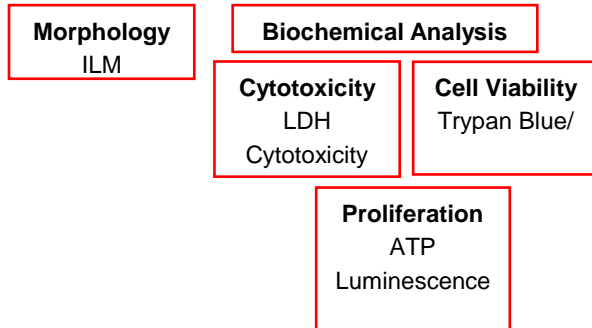 Morphology
ILM
Biochemical Analysis
Cytotoxicity
LDH
Cytotoxicity
Cell Viability
Trypan Blue/
Proliferation
ATP
Luminescence